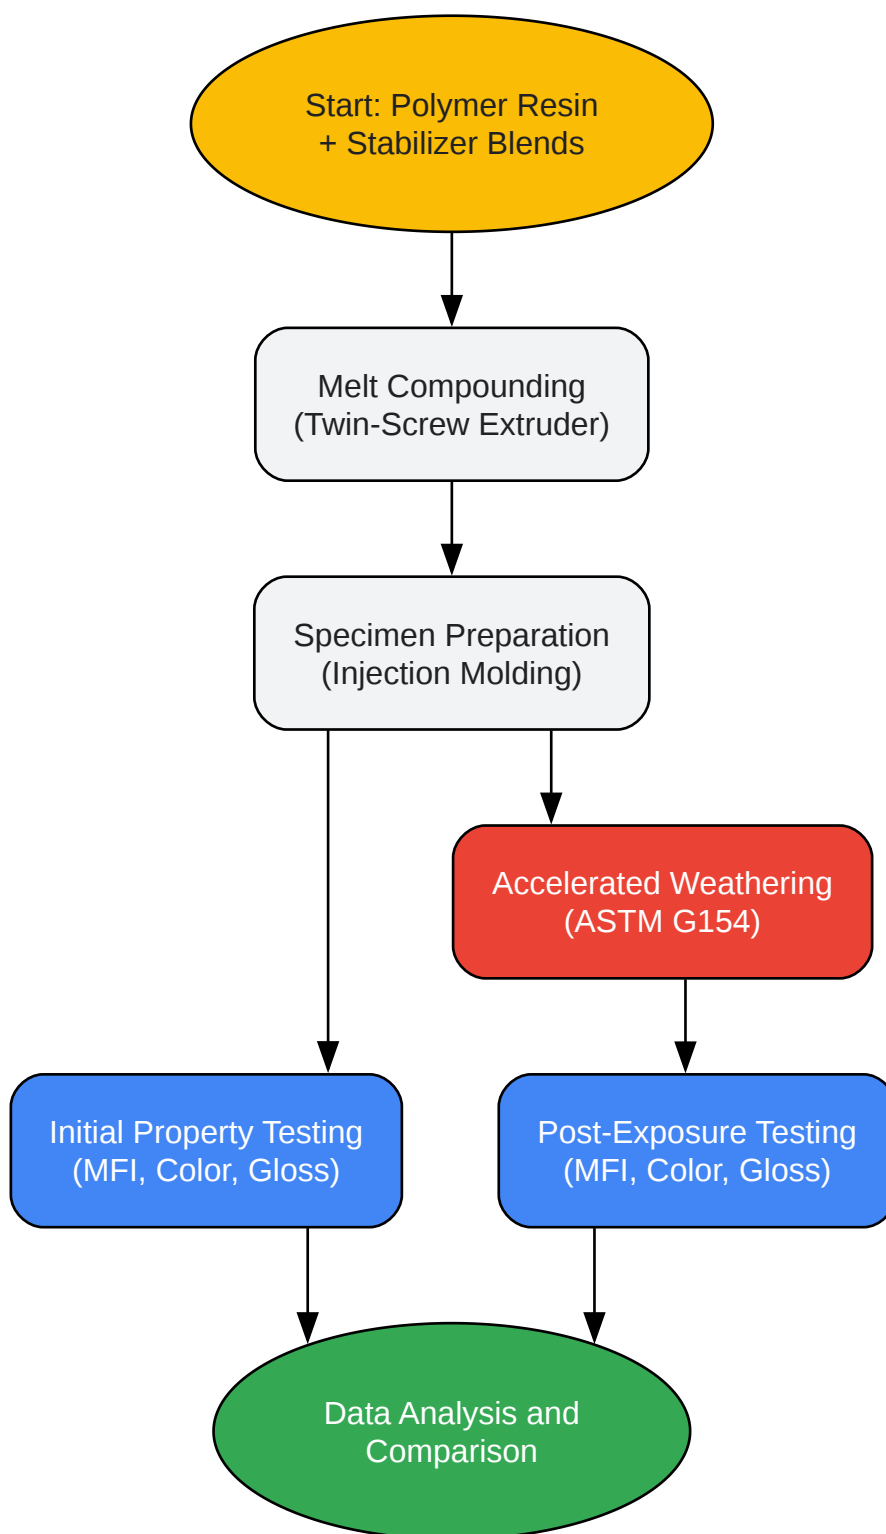 Start: Polymer Resin
+ Stabilizer Blends
Melt Compounding
(Twin-Screw Extruder)
Specimen Preparation
(Injection Molding)
Accelerated Weathering
(ASTM G154)
Initial Property Testing
(MFI, Color, Gloss)
Post-Exposure Testing
(MFI, Color, Gloss)
Data Analysis and
Comparison